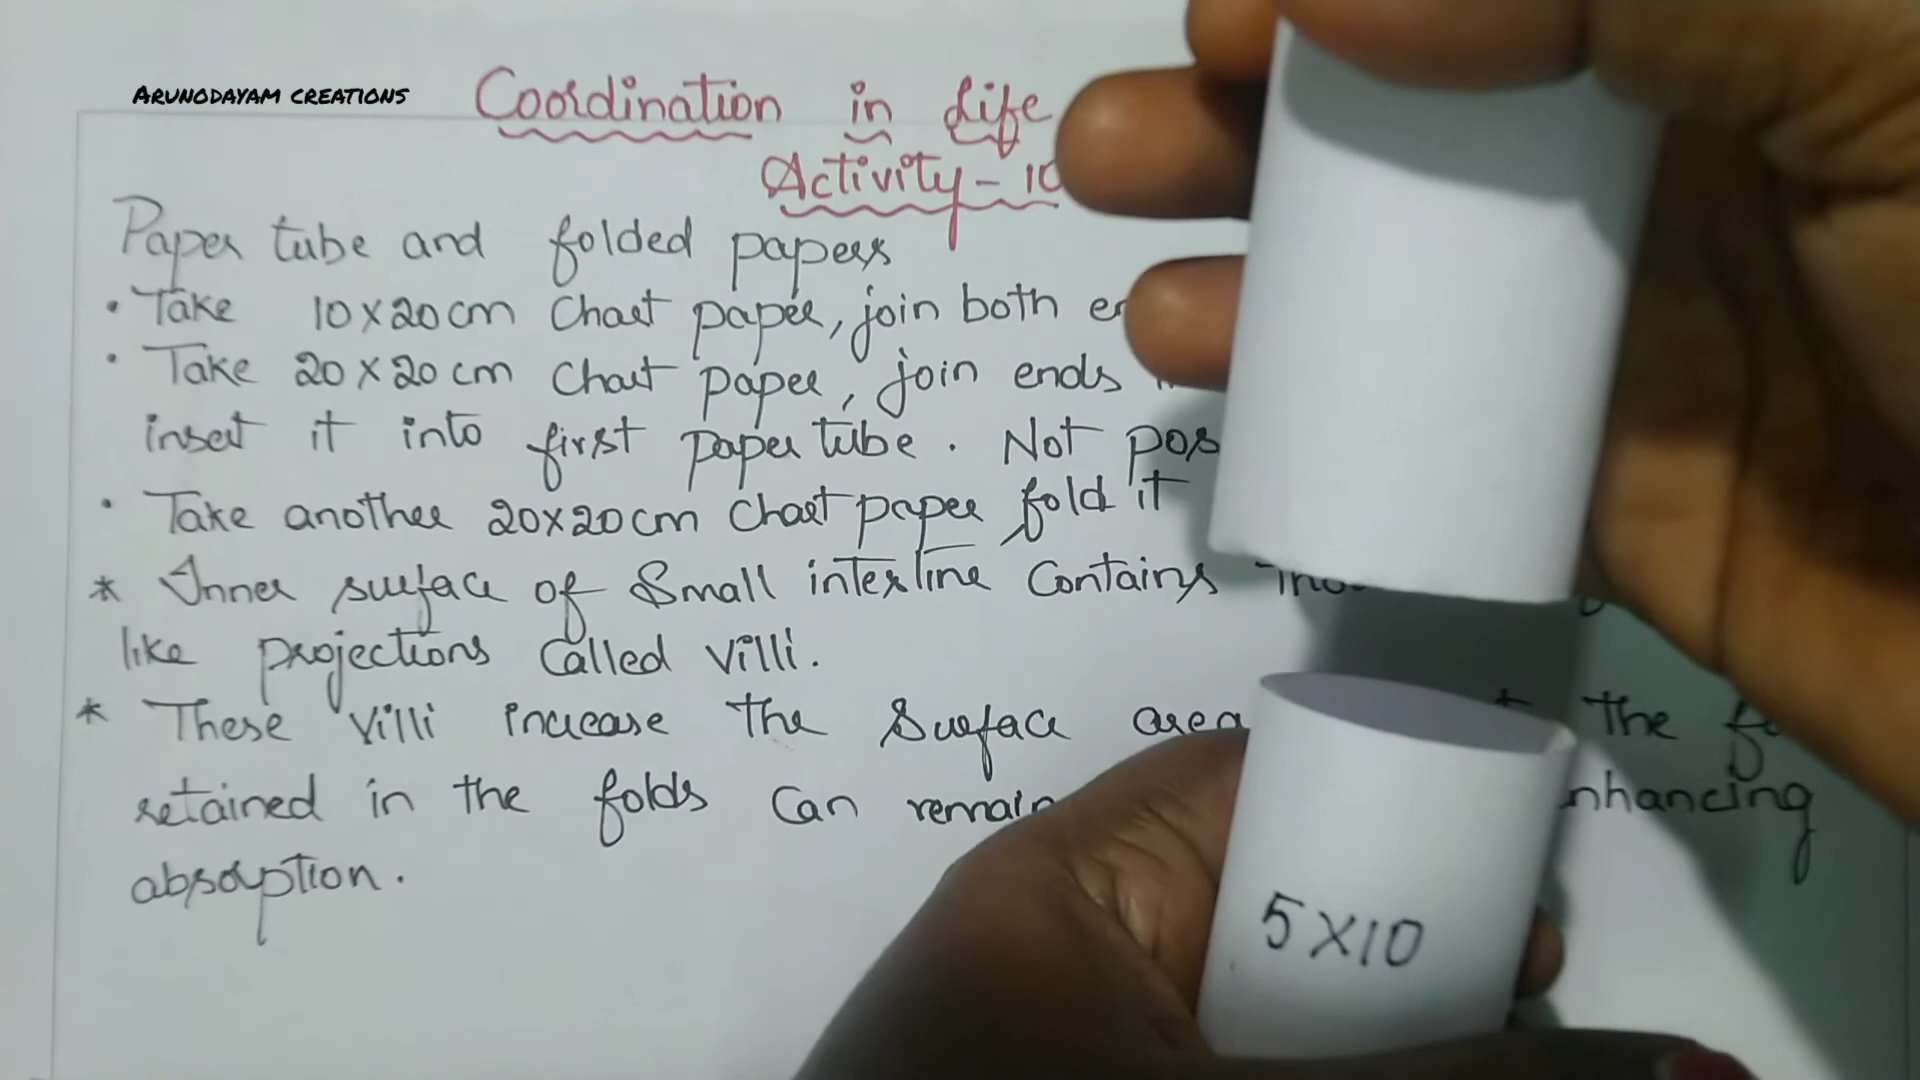 ARUNODAYAM CREATIONS
Coordination in Life
Activity - 10
Paper tube and folded papers
• Take 10x20cm Chart paper, join both
• Take 20x20cm Chart paper, join ends
insert it into first paper tube. Not
• Take another 20x20cm Chart paper fold it
* Inner surface of Small intestine Contains
like projections Called Villi.
* These Villi increase the Surface area the
retained in the folds Can remain
absorption.
5X10